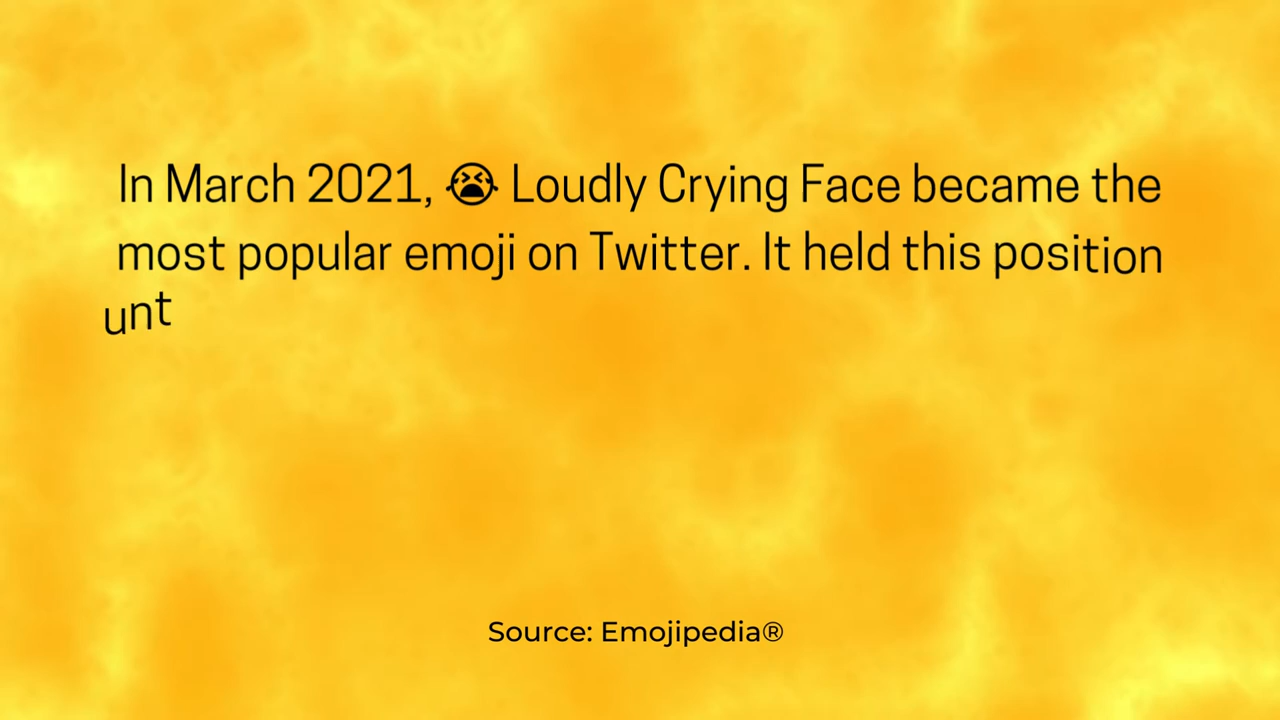 In March 2021, 😭 Loudly Crying Face became the
most popular emoji on Twitter. It held this position
unt
Source: Emojipedia®